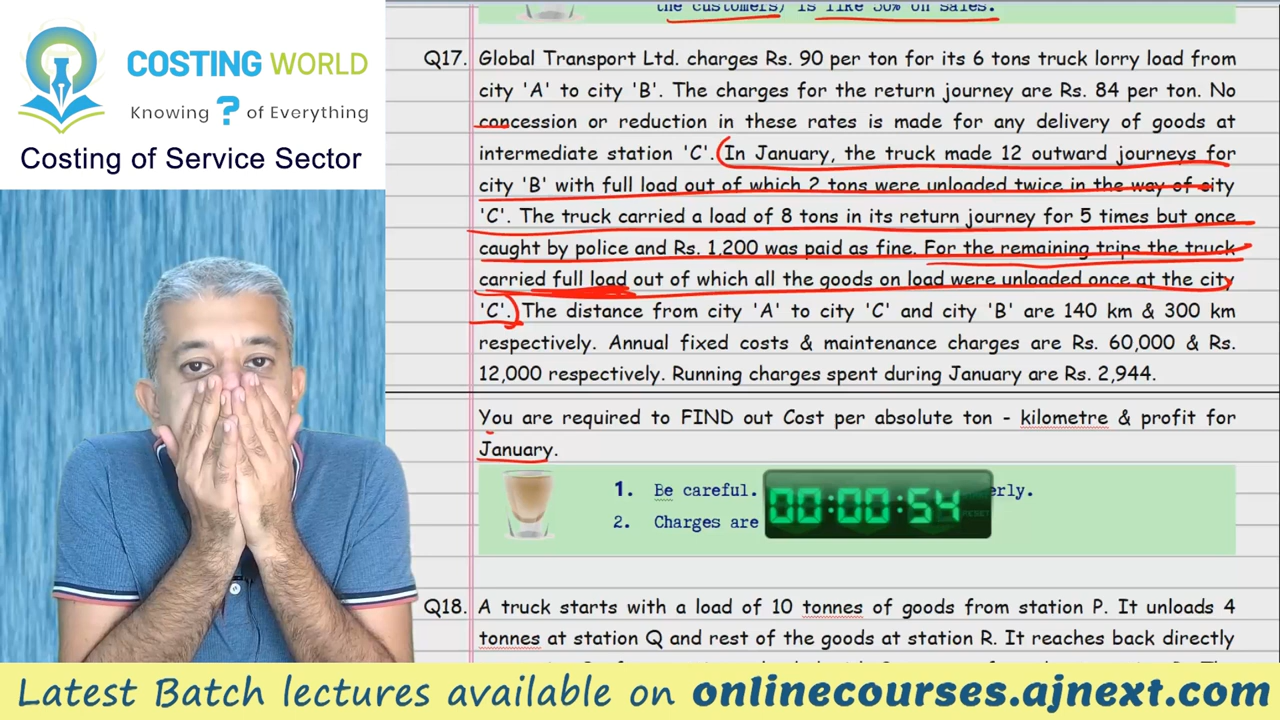 the customers) is like 50% on sales.
COSTING WORLD
Knowing ? of Everything
Costing of Service Sector
Q17. Global Transport Ltd. charges Rs. 90 per ton for its 6 tons truck lorry load from
city 'A' to city 'B'. The charges for the return journey are Rs. 84 per ton. No
concession or reduction in these rates is made for any delivery of goods at
intermediate station 'C'. In January, the truck made 12 outward journeys for
city 'B' with full load out of which 2 tons were unloaded twice in the way of city
'C'. The truck carried a load of 8 tons in its return journey for 5 times but once
caught by police and Rs. 1,200 was paid as fine. For the remaining trips the truck
carried full load out of which all the goods on load were unloaded once at the city
'C'. The distance from city 'A' to city 'C' and city 'B' are 140 km & 300 km
respectively. Annual fixed costs & maintenance charges are Rs. 60,000 & Rs.
12,000 respectively. Running charges spent during January are Rs. 2,944.
You are required to FIND out Cost per absolute ton - kilometre & profit for
January.
1. Be careful. erly.
2. Charges are
00:00:54
Q18. A truck starts with a load of 10 tonnes of goods from station P. It unloads 4
tonnes at station Q and rest of the goods at station R. It reaches back directly
Latest Batch lectures available on onlinecourses.ajnext.com